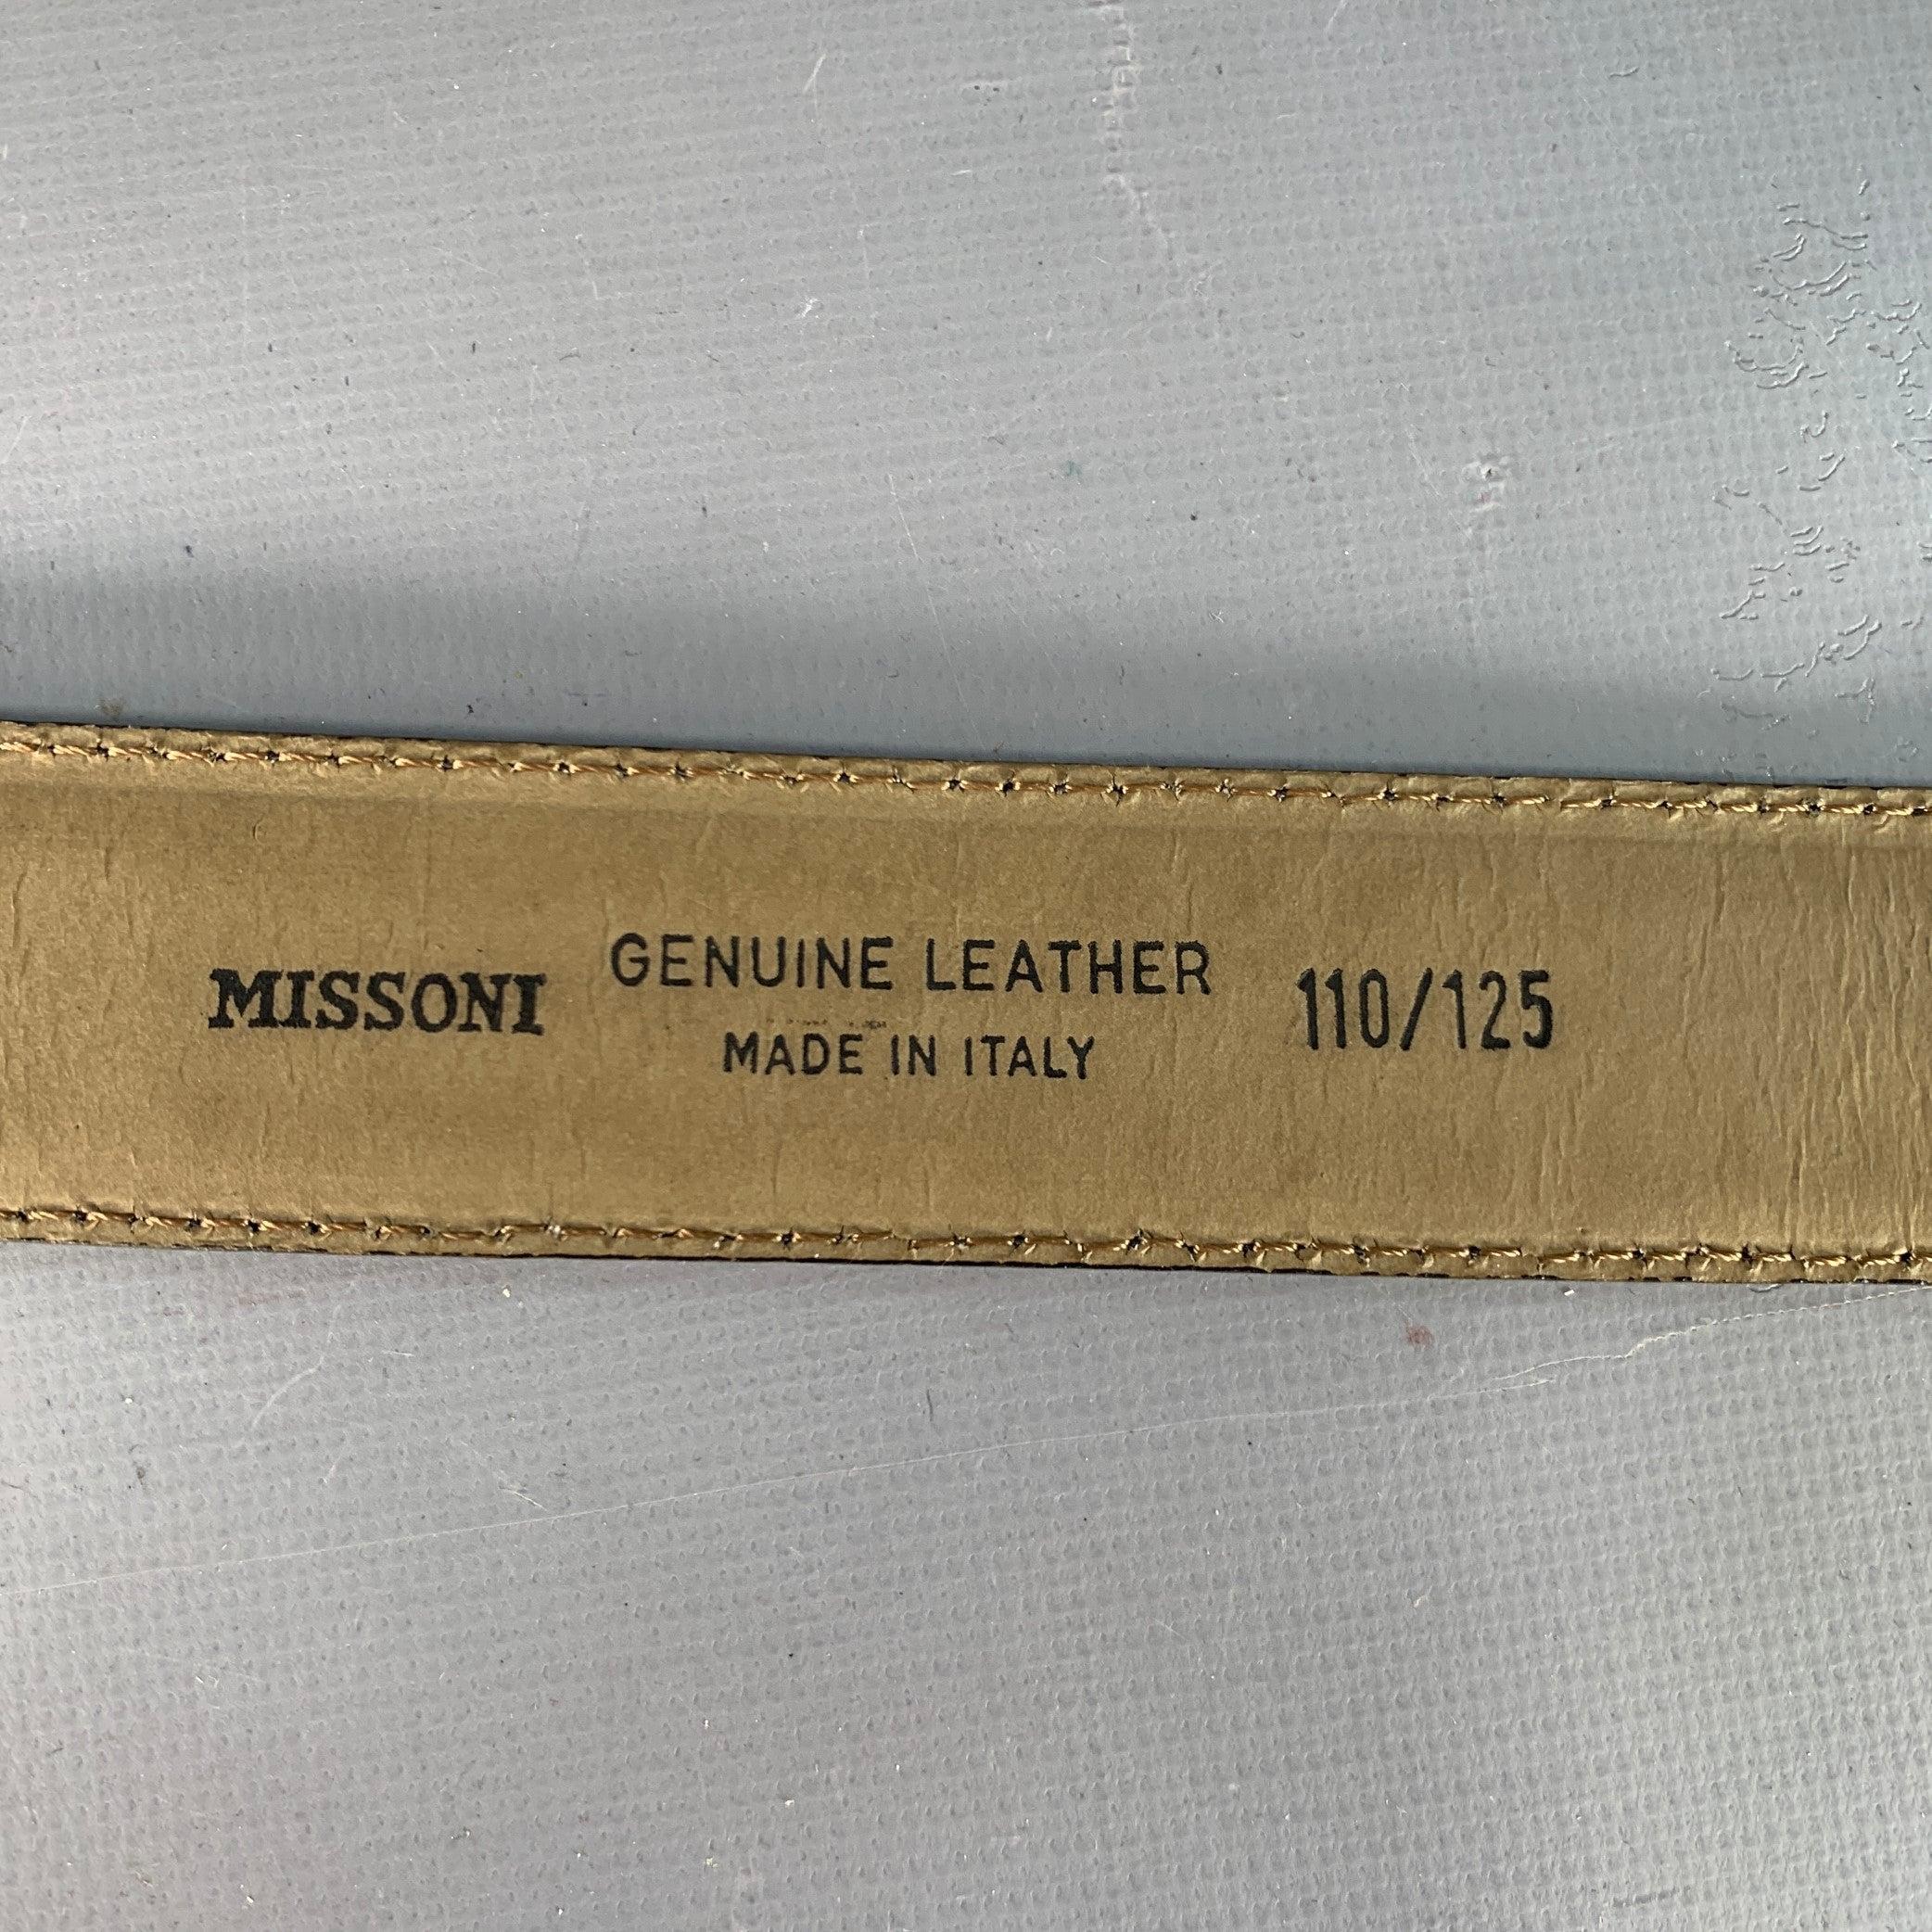 MISSONI
GENUINE LEATHER
MADE IN ITALY
110/125